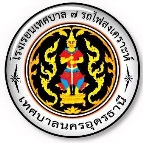 โรงเรียนเทศบาล ๗ รถไฟสงเคราะห์
เทศบาลนครอุดรธานี